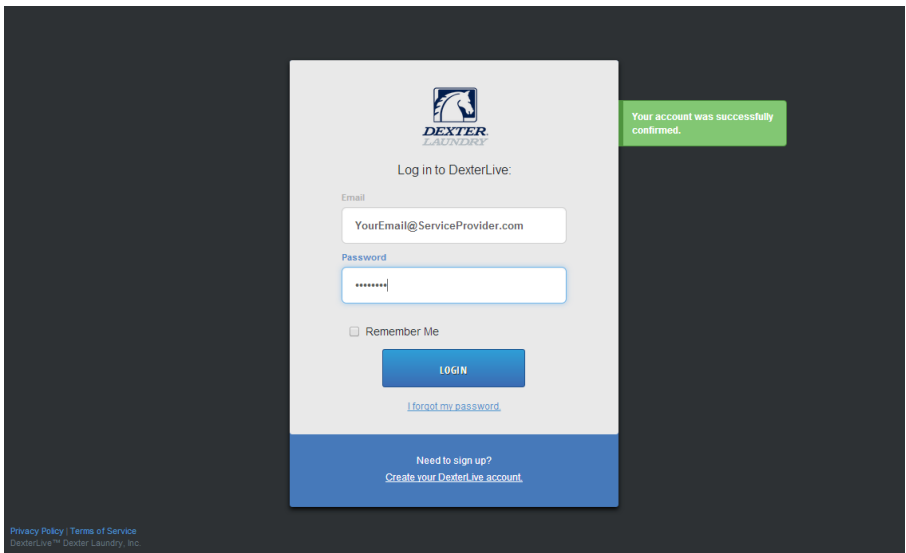 DEXTER
LAUNDRY
Your account was successfully
confirmed.
Log in to DexterLive:
Email
YourEmail@ServiceProvider.com
Password
••••••••
Remember Me
LOGIN
I forgot my password.
Need to sign up?
Create your DexterLive account.
Privacy Policy | Terms of Service
DexterLive™ Dexter Laundry, Inc.